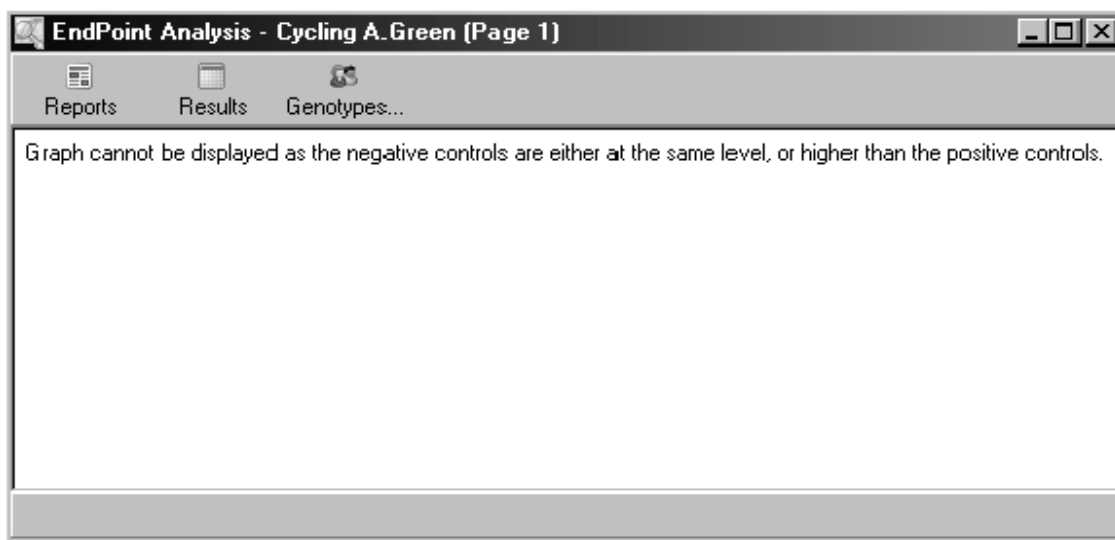 EndPoint Analysis - Cycling A.Green (Page 1)
Reports Results Genotypes...
Graph cannot be displayed as the negative controls are either at the same level, or higher than the positive controls.